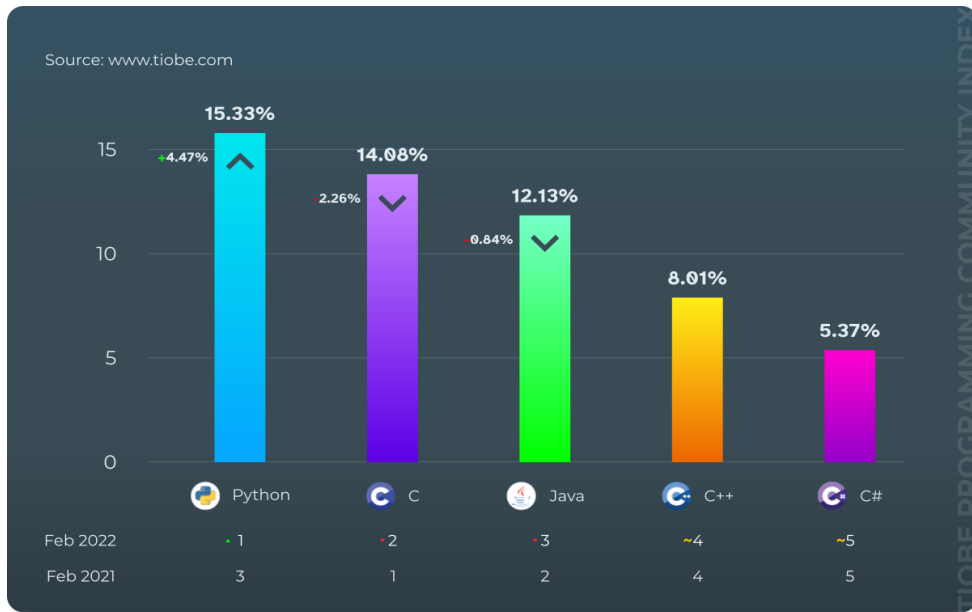 Source: www.tiobe.com
15.33%
15
+4.47%
14.08%
-2.26%
12.13%
-0.84%
10
8.01%
5.37%
5
0
Python C Java C++ C#
Feb 2022 1 2 3 ~4 ~5
Feb 2021 3 1 2 4 5
TIOBE PROGRAMMING COMMUNITY INDEX